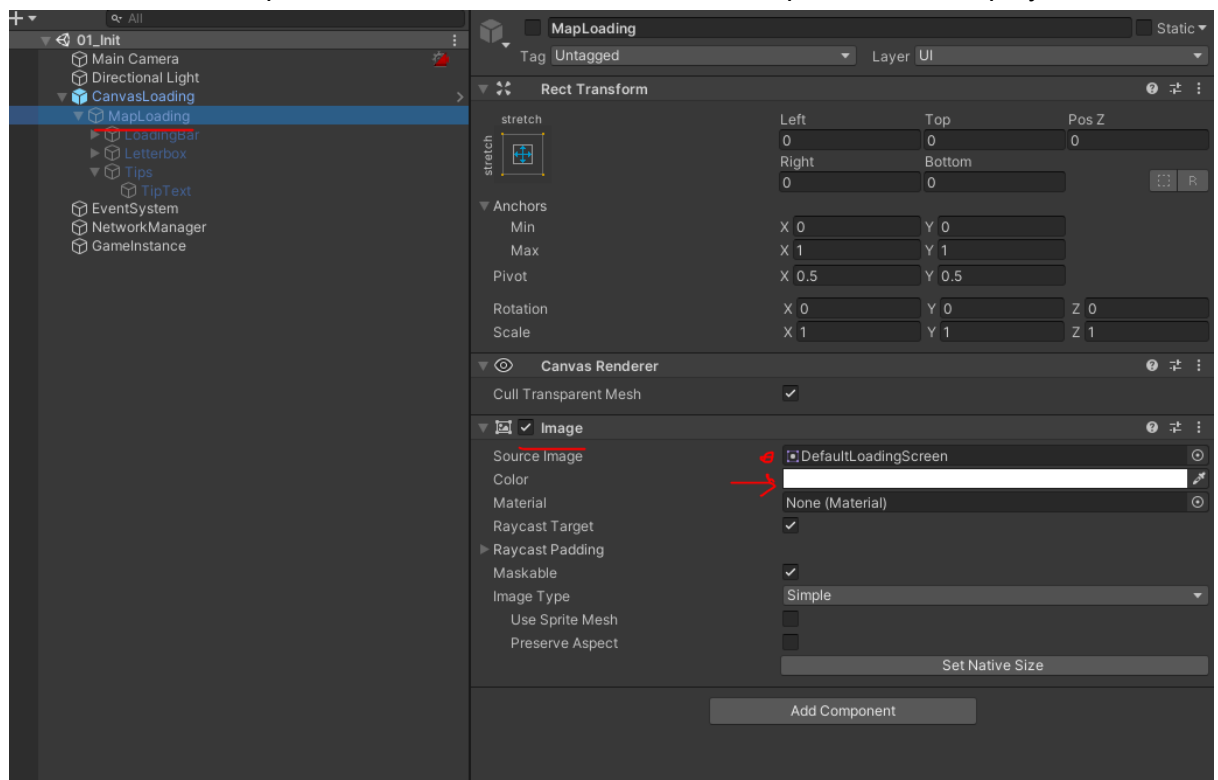 All
01_Init
Main Camera
Directional Light
CanvasLoading
MapLoading
LoadingBar
Letterbox
Tips
TipText
EventSystem
NetworkManager
GameInstance
MapLoading Static
Tag Untagged Layer UI
Rect Transform
stretch
stretch
Left Top Pos Z
0 0 0
Right Bottom
0 0 R
Anchors
Min X 0 Y 0
Max X 1 Y 1
Pivot X 0.5 Y 0.5
Rotation X 0 Y 0 Z 0
Scale X 1 Y 1 Z 1
Canvas Renderer
Cull Transparent Mesh
Image
Source Image DefaultLoadingScreen
Color
Material None (Material)
Raycast Target
Raycast Padding
Maskable
Image Type Simple
Use Sprite Mesh
Preserve Aspect
Set Native Size
Add Component